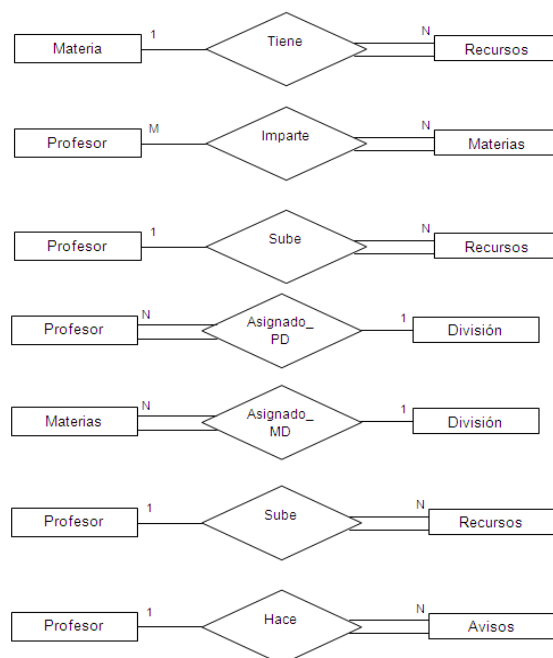 1 Tiene N
Materia Recursos
M Imparte N
Profesor Materias
1 Sube N
Profesor Recursos
N Asignado_ 1
Profesor PD División
N Asignado_ 1
Materias MD División
1 Sube N
Profesor Recursos
1 Hace N
Profesor Avisos